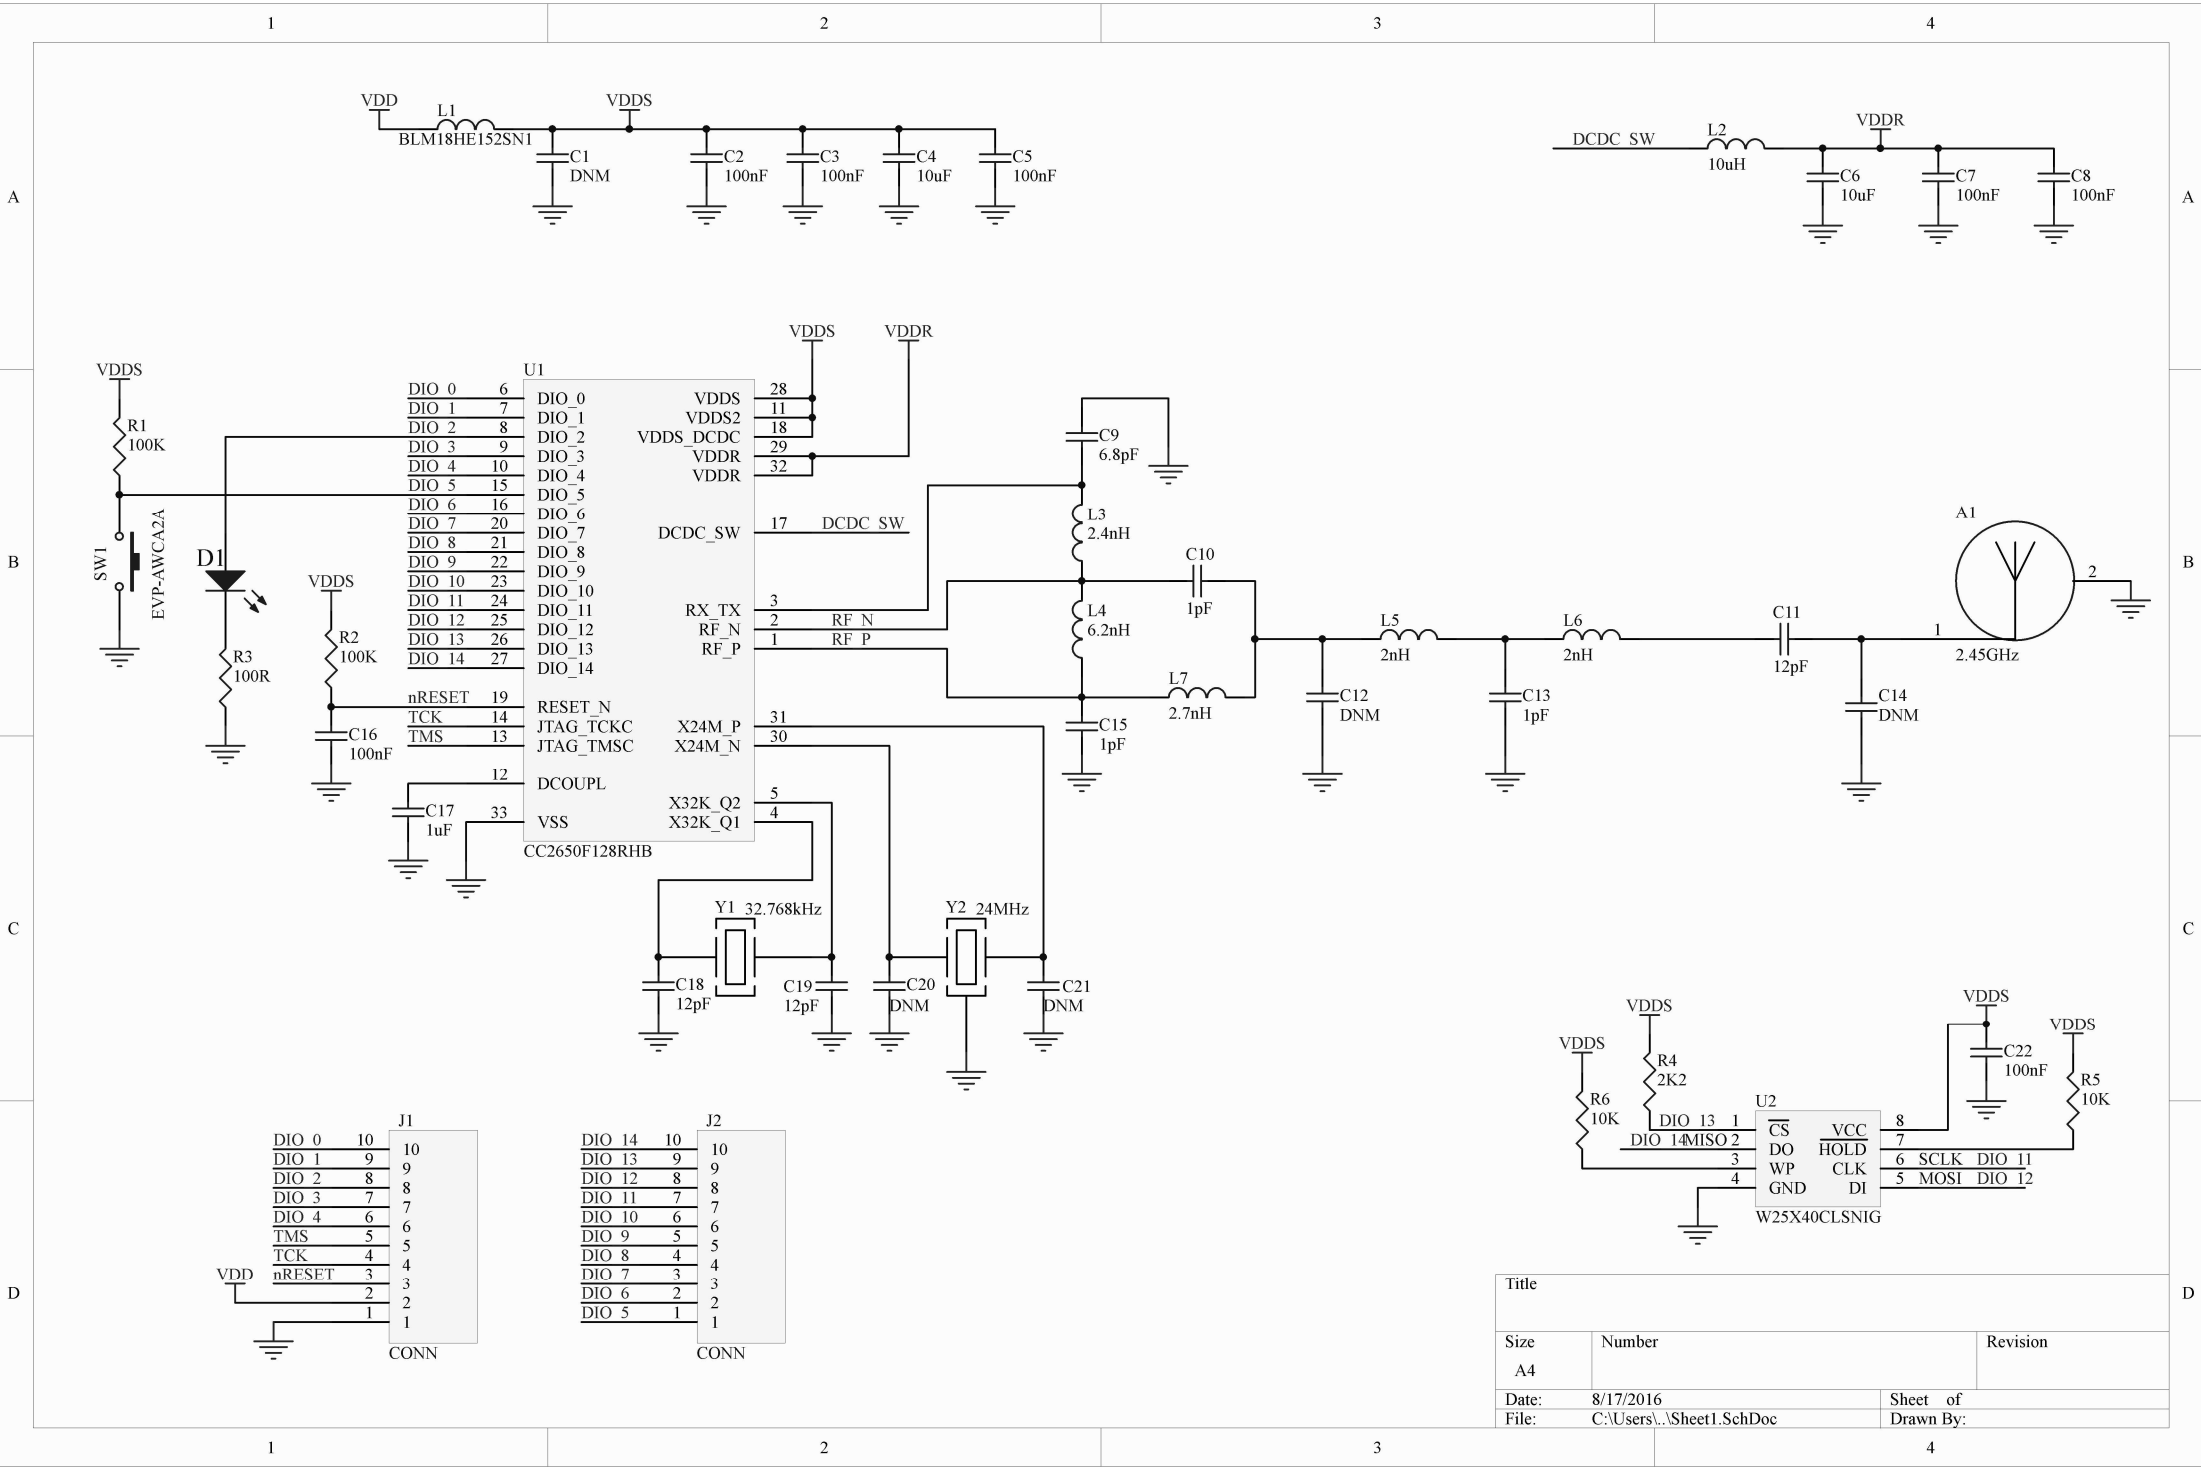 1 2 3 4
A A
B B
C C
D D
VDD
L1
BLM18HE152SN1
VDDS
C1
DNM
C2
100nF
C3
100nF
C4
10uF
C5
100nF
DCDC_SW
L2
10uH
VDDR
C6
10uF
C7
100nF
C8
100nF
VDDS
R1
100K
SW1
EVP-AWCA2A
D1
R3
100R
VDDS
R2
100K
C16
100nF
C17
1uF
U1
DIO_0 6 DIO_0
DIO_1 7 DIO_1
DIO_2 8 DIO_2
DIO_3 9 DIO_3
DIO_4 10 DIO_4
DIO_5 15 DIO_5
DIO_6 16 DIO_6
DIO_7 20 DIO_7
DIO_8 21 DIO_8
DIO_9 22 DIO_9
DIO_10 23 DIO_10
DIO_11 24 DIO_11
DIO_12 25 DIO_12
DIO_13 26 DIO_13
DIO_14 27 DIO_14
nRESET 19 RESET_N
TCK 14 JTAG_TCKC
TMS 13 JTAG_TMSC
12 DCOUPL
33 VSS
VDDS 28
VDDS2 11
VDDS_DCDC 18
VDDR 29
VDDR 32
DCDC_SW 17 DCDC_SW
RX_TX 3
RF_N 2 RF_N
RF_P 1 RF_P
X24M_P 31
X24M_N 30
X32K_Q2 5
X32K_Q1 4
CC2650F128RHB
VDDS
VDDR
C9
6.8pF
L3
2.4nH
L4
6.2nH
C10
1pF
L7
2.7nH
C15
1pF
C12
DNM
L5
2nH
C13
1pF
L6
2nH
C11
12pF
C14
DNM
A1
1
2
2.45GHz
Y1 32.768kHz
C18
12pF
C19
12pF
Y2 24MHz
C20
DNM
C21
DNM
J1
DIO_0 10 10
DIO_1 9 9
DIO_2 8 8
DIO_3 7 7
DIO_4 6 6
TMS 5 5
TCK 4 4
VDD
nRESET 3 3
2 2
1 1
CONN
J2
DIO_14 10 10
DIO_13 9 9
DIO_12 8 8
DIO_11 7 7
DIO_10 6 6
DIO_9 5 5
DIO_8 4 4
DIO_7 3 3
DIO_6 2 2
DIO_5 1 1
CONN
VDDS
R6
10K
VDDS
R4
2K2
VDDS
C22
100nF
VDDS
R5
10K
U2
DIO_13 1 CS VCC 8
DIO_14 MISO 2 DO HOLD 7
3 WP CLK 6 SCLK DIO_11
4 GND DI 5 MOSI DIO_12
W25X40CLSNIG
Title
Size
A4
Number
Revision
Date: 8/17/2016
Sheet of
File: C:\Users\..\Sheet1.SchDoc
Drawn By:
1 2 3 4